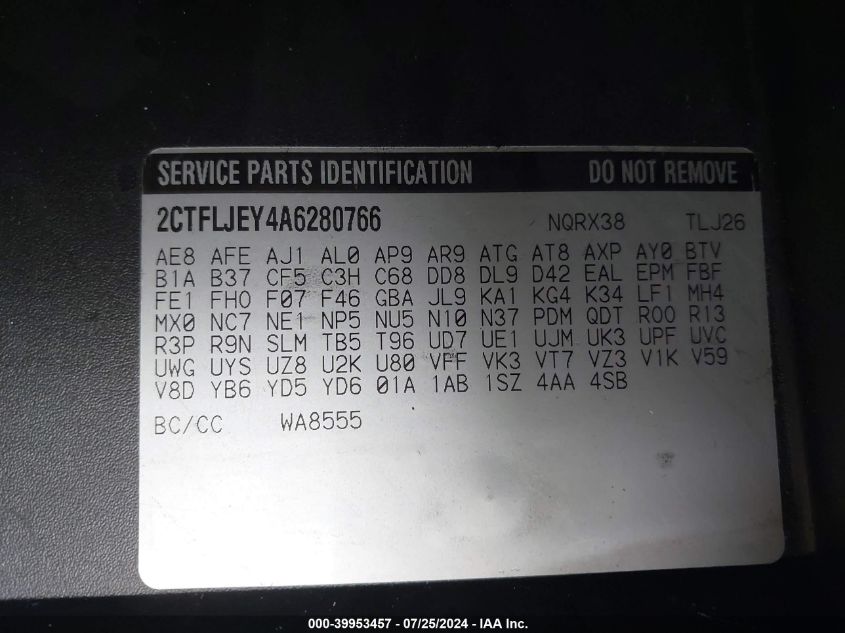 SERVICE PARTS IDENTIFICATION DO NOT REMOVE
2CTFLJEY4A6280766 NQRX38 TLJ26
AE8 AFE AJ1 AL0 AP9 AR9 ATG AT8 AXP AY0 BTV
B1A B37 CF5 C3H C68 DD8 DL9 D42 EAL EPM FBF
FE1 FHO F07 F46 GBA JL9 KA1 KG4 K34 LF1 MH4
MX0 NC7 NE1 NP5 NU5 N10 N37 PDM QDT R00 R13
R3P R9N SLM TB5 T96 UD7 UE1 UJM UK3 UPF UVC
UWG UYS UZ8 U2K U80 VFF VK3 VT7 VZ3 V1K V59
V8D YB6 YD5 YD6 01A 1AB 1SZ 4AA 4SB
BC/CC WA8555
000-39953457 - 07/25/2024 - IAA Inc.